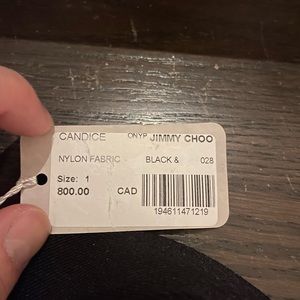 CANDICE ONYP JIMMY CHOO
NYLON FABRIC BLACK & 028
Size: 1
800.00 CAD
194611471219